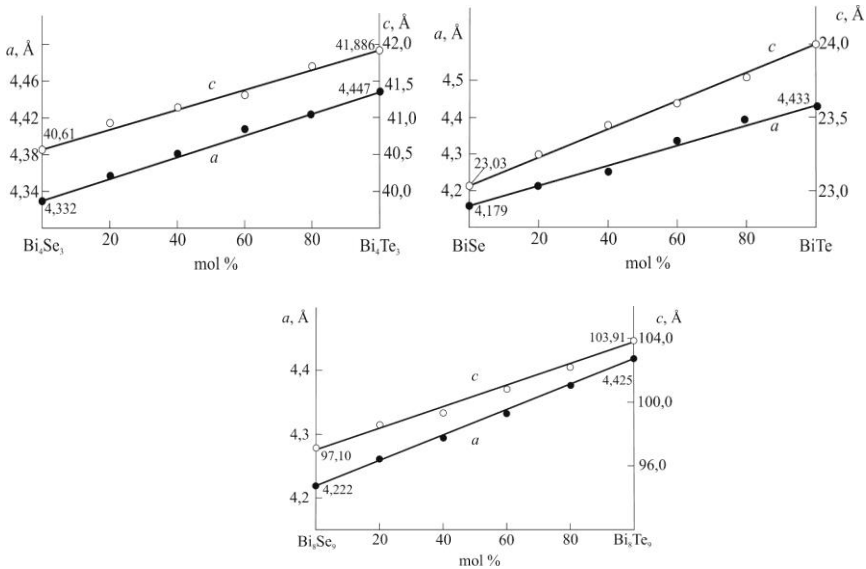 a, Å
c, Å
42,0
41,886
4,46
c
4,447
41,5
4,42
41,0
40,61
4,38
a
40,5
4,34
4,332
40,0
Bi₄Se₃ 20 40 60 80 Bi₄Te₃
mol %
a, Å
c, Å
24,0
c
4,5
4,433
4,4
a
23,5
4,3
23,03
4,2
4,179
23,0
BiSe 20 40 60 80 BiTe
mol %
a, Å
c, Å
103,91
104,0
4,4
c
4,425
100,0
4,3
a
97,10
96,0
4,222
4,2
Bi₈Se₉ 20 40 60 80 Bi₈Te₉
mol %